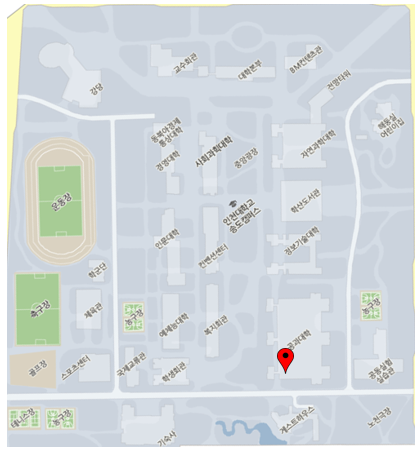 교수회관
대학본부
BM컨텐츠관
강당
전망타워
동북아경제
통상대학
경영대학
사회과학대학
중앙광장
자연과학대학
해동실
어린이집
운동장
학산도서관
인천대학교
송도캠퍼스
인문대학
컨벤션센터
정보기술대학
학군단
축구장
체육관
농구장
예체능대학
복지회관
공과대학
농구장
골프장
스포츠센터
국제교류관
학생회관
공동실험
실습관
테니스장
농구장
기숙사
게스트하우스
노천극장